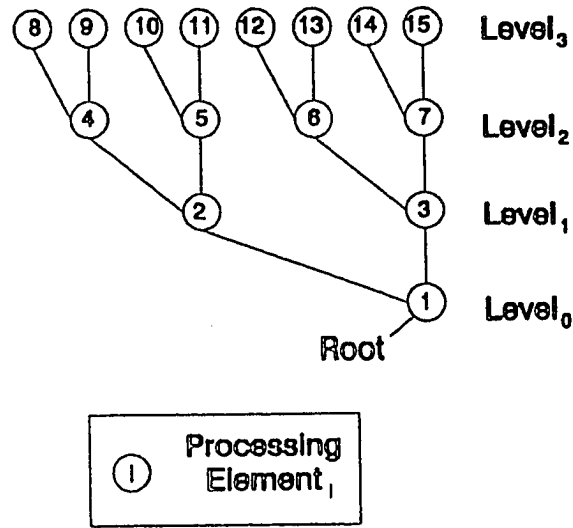 8 9 10 11 12 13 14 15 Level₃
4 5 6 7 Level₂
2 3 Level₁
1 Level₀
Root
I Processing
Element_I